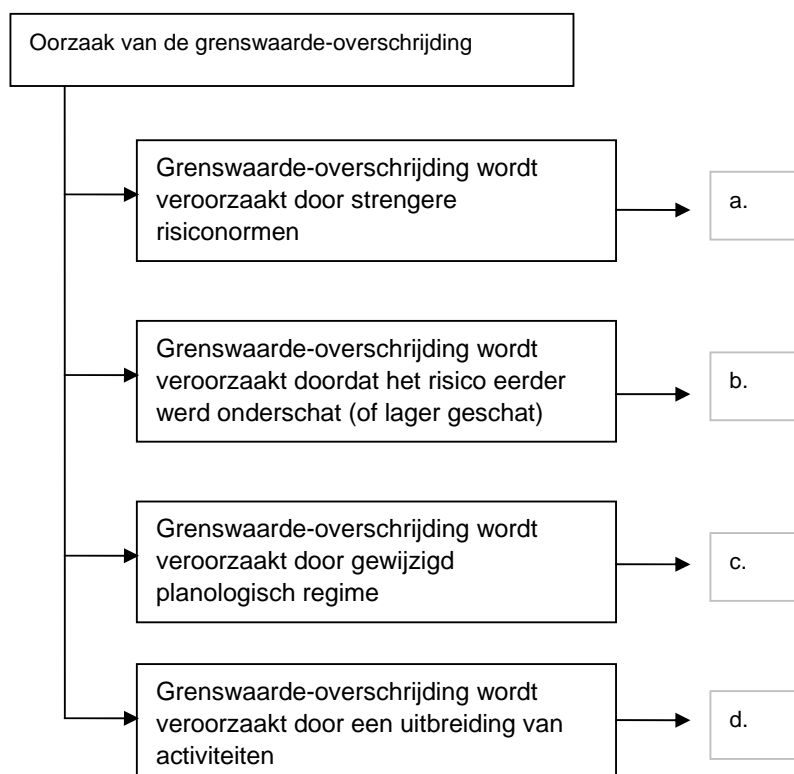 Oorzaak van de grenswaarde-overschrijding
Grenswaarde-overschrijding wordt
veroorzaakt door strengere
risiconormen
a.
Grenswaarde-overschrijding wordt
veroorzaakt doordat het risico eerder
werd onderschat (of lager geschat)
b.
Grenswaarde-overschrijding wordt
veroorzaakt door gewijzigd
planologisch regime
c.
Grenswaarde-overschrijding wordt
veroorzaakt door een uitbreiding van
activiteiten
d.